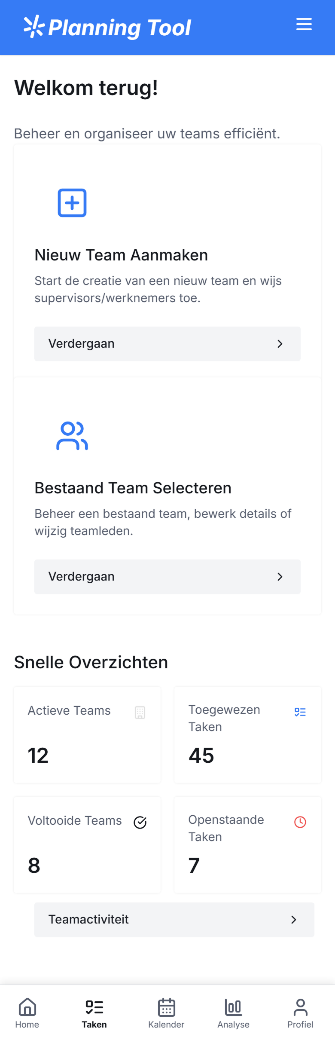 Planning Tool
Welkom terug!
Beheer en organiseer uw teams efficiënt.
Nieuw Team Aanmaken
Start de creatie van een nieuw team en wijs
supervisors/werknemers toe.
Verdergaan
Bestaand Team Selecteren
Beheer een bestaand team, bewerk details of
wijzig teamleden.
Verdergaan
Snelle Overzichten
Actieve Teams
12
Toegewezen
Taken
45
Voltooide Teams
8
Openstaande
Taken
7
Teamactiviteit
Home
Taken
Kalender
Analyse
Profiel